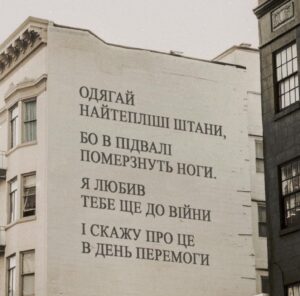 ОДЯГАЙ
НАЙТЕПЛІШІ ШТАНИ,
БО В ПІДВАЛІ
ПОМЕРЗНУТЬ НОГИ.
Я ЛЮБИВ
ТЕБЕ ЩЕ ДО ВІЙНИ
І СКАЖУ ПРО ЦЕ
В ДЕНЬ ПЕРЕМОГИ